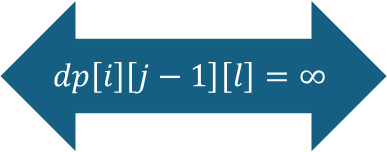 dp[i][j − 1][l] = ∞